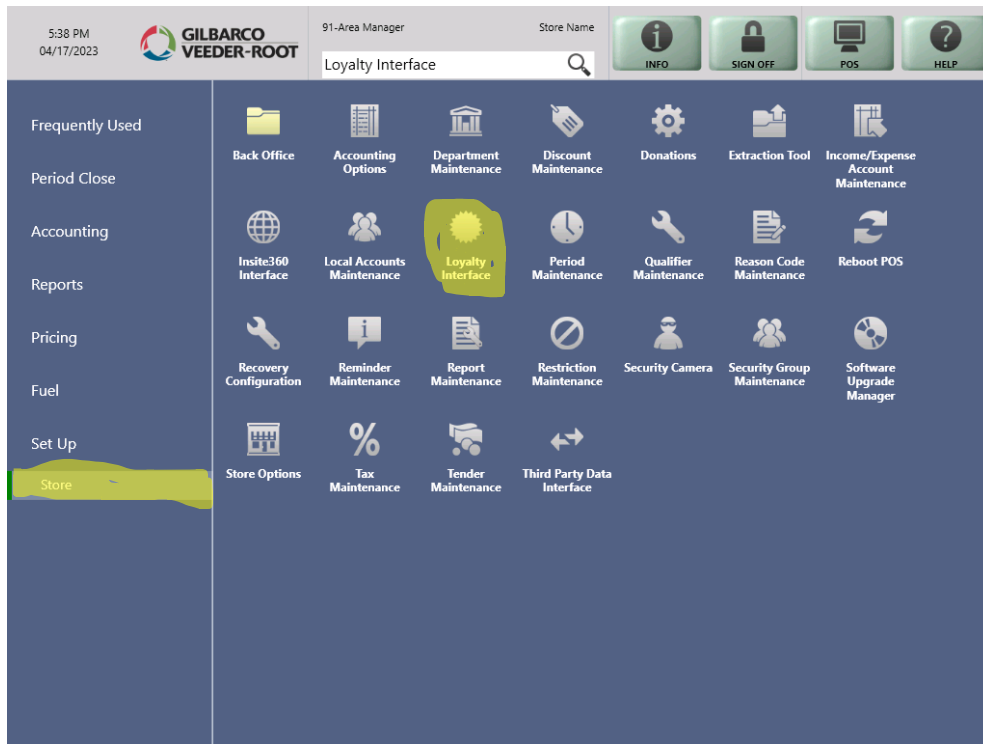 5:38 PM
04/17/2023
GILBARCO
VEEDER-ROOT
91-Area Manager
Store Name
Loyalty Interface
INFO
SIGN OFF
POS
HELP
Frequently Used
Period Close
Accounting
Reports
Pricing
Fuel
Set Up
Store
Back Office
Accounting
Options
Department
Maintenance
Discount
Maintenance
Donations
Extraction Tool
Income/Expense
Account
Maintenance
Insite360
Interface
Local Accounts
Maintenance
Loyalty
Interface
Period
Maintenance
Qualifier
Maintenance
Reason Code
Maintenance
Reboot POS
Recovery
Configuration
Reminder
Maintenance
Report
Maintenance
Restriction
Maintenance
Security Camera
Security Group
Maintenance
Software
Upgrade
Manager
Store Options
Tax
Maintenance
Tender
Maintenance
Third Party Data
Interface